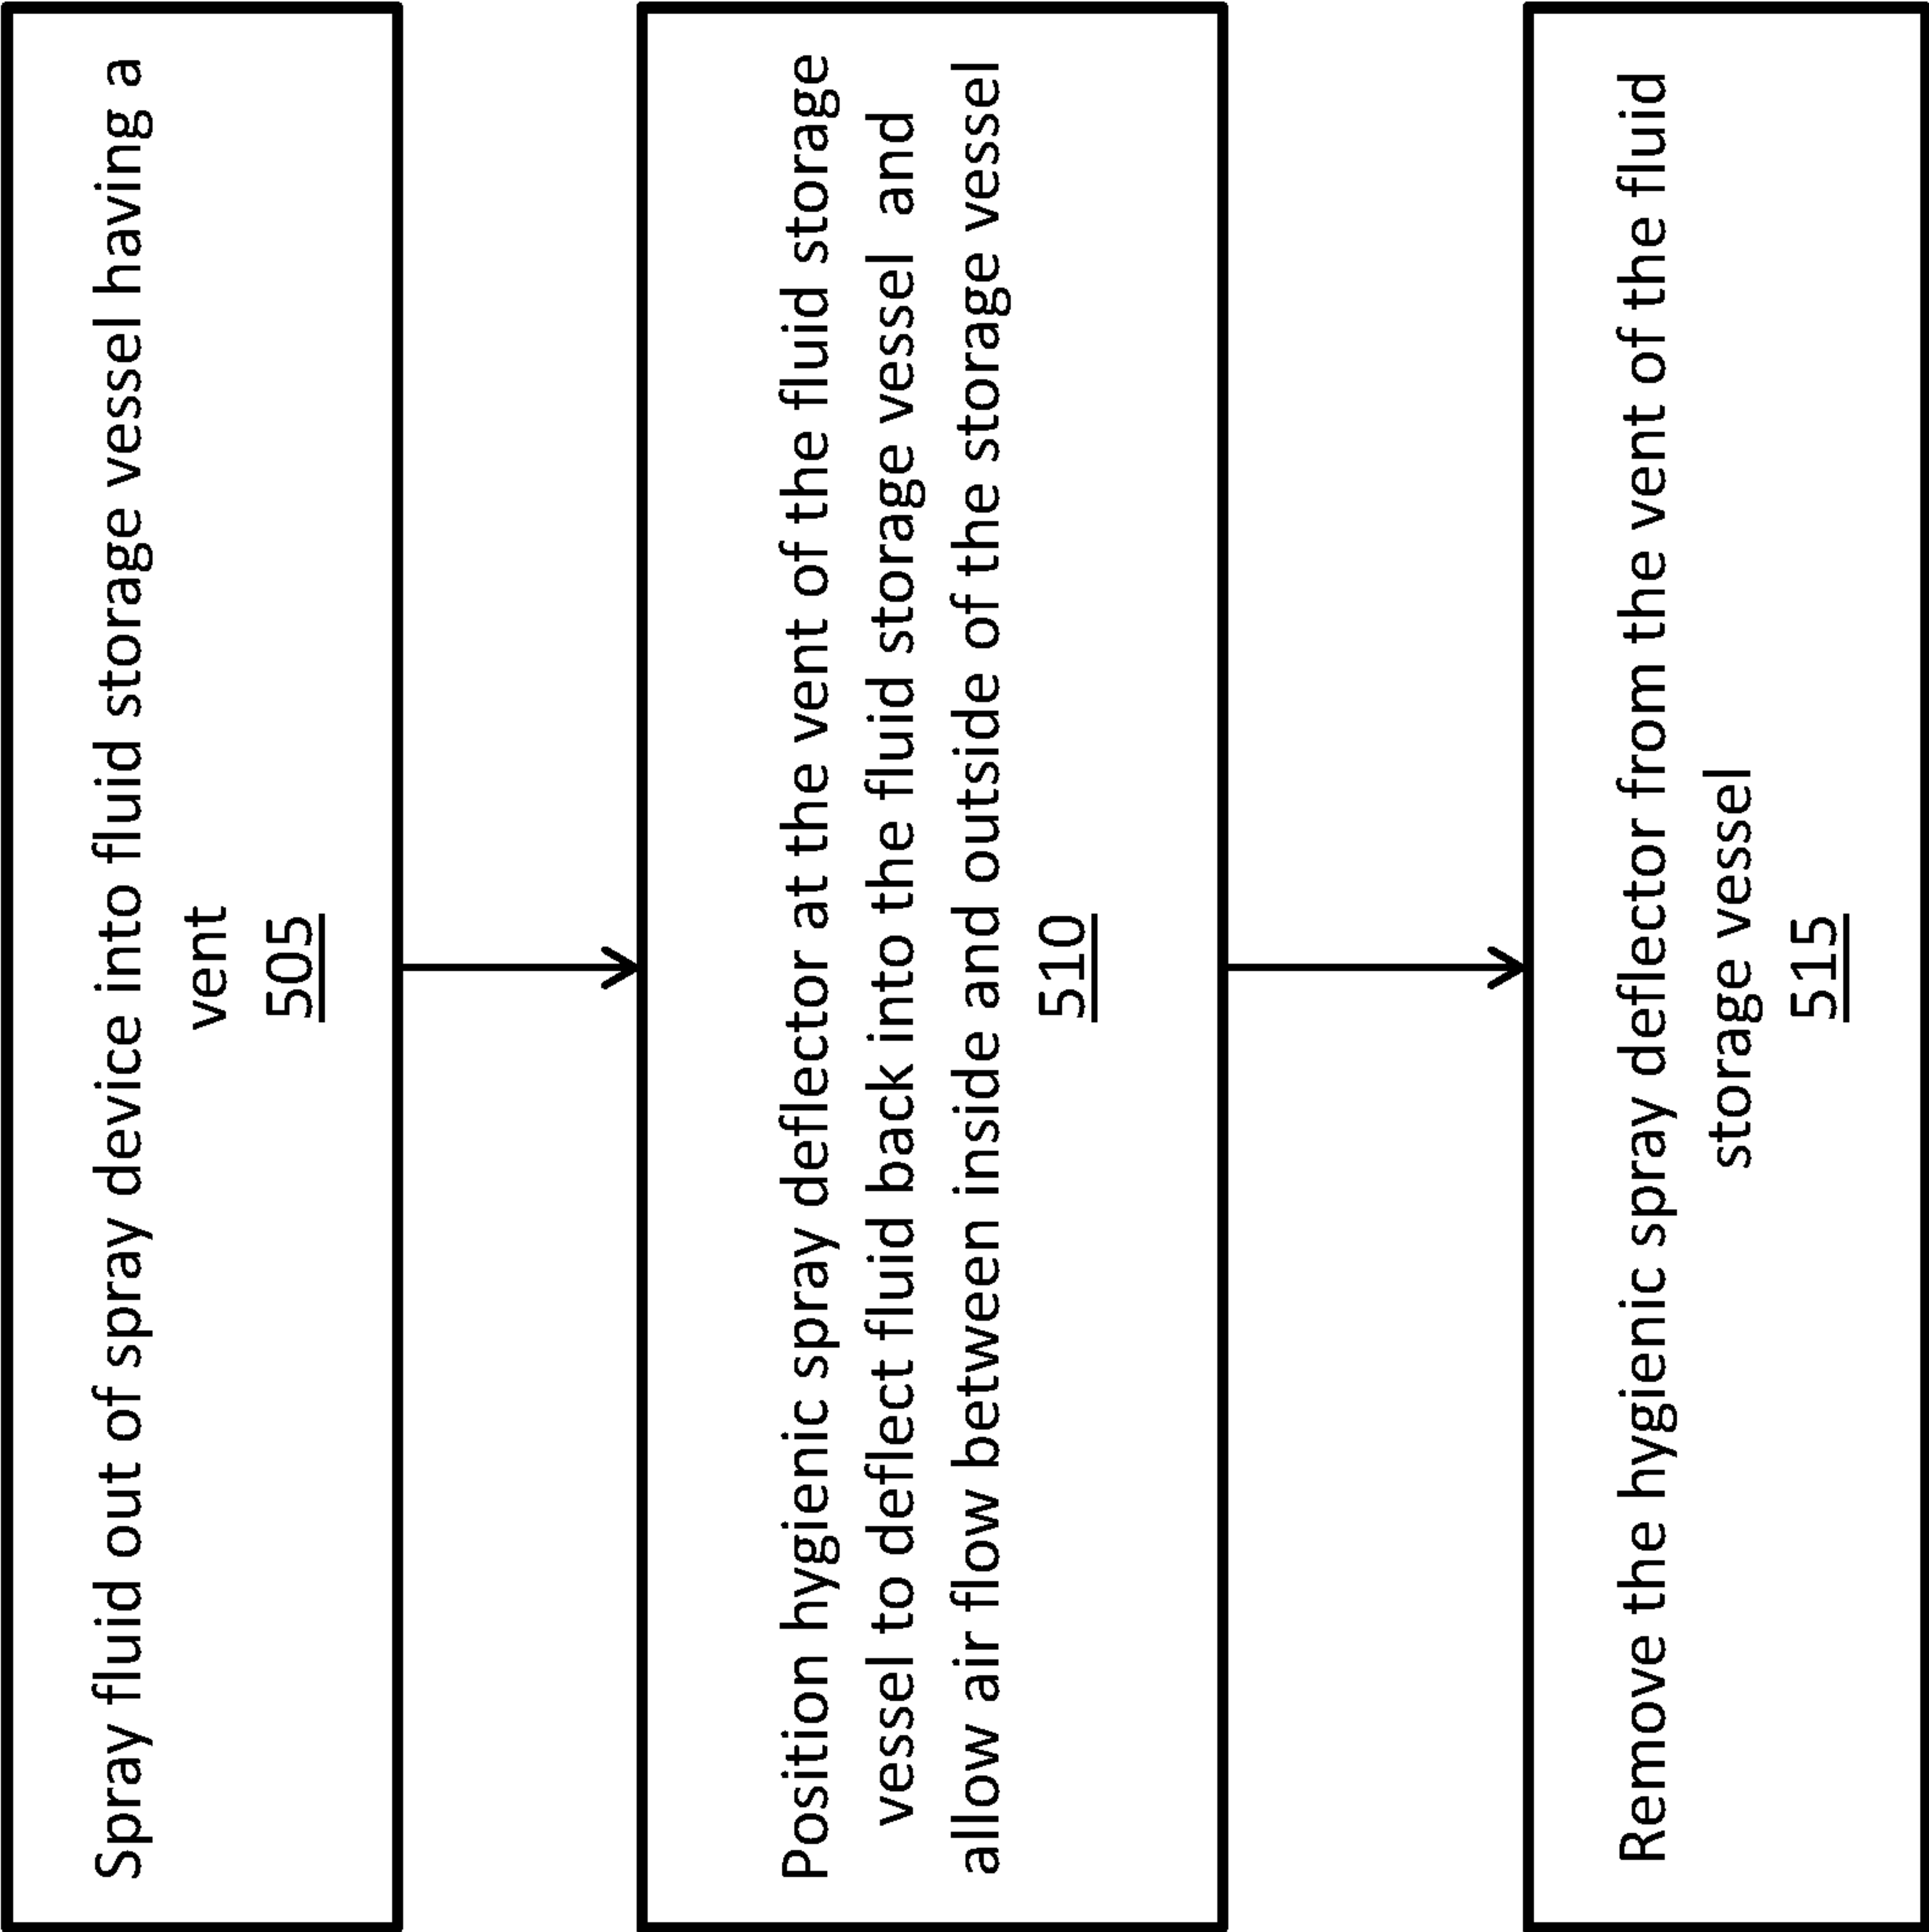 Spray fluid out of spray device into fluid storage vessel having a
vent
505
Position hygienic spray deflector at the vent of the fluid storage
vessel to deflect fluid back into the fluid storage vessel and
allow air flow between inside and outside of the storage vessel
510
Remove the hygienic spray deflector from the vent of the fluid
storage vessel
515